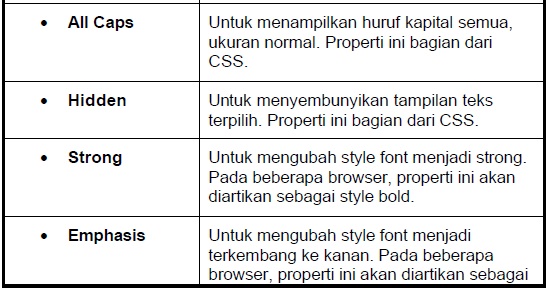 • All Caps
Untuk menampilkan huruf kapital semua,
ukuran normal. Properti ini bagian dari
CSS.
• Hidden
Untuk menyembunyikan tampilan teks
terpilih. Properti ini bagian dari CSS.
• Strong
Untuk mengubah style font menjadi strong.
Pada beberapa browser, properti ini akan
diartikan sebagai style bold.
• Emphasis
Untuk mengubah style font menjadi
terkembang ke kanan. Pada beberapa
browser, properti ini akan diartikan sebagai